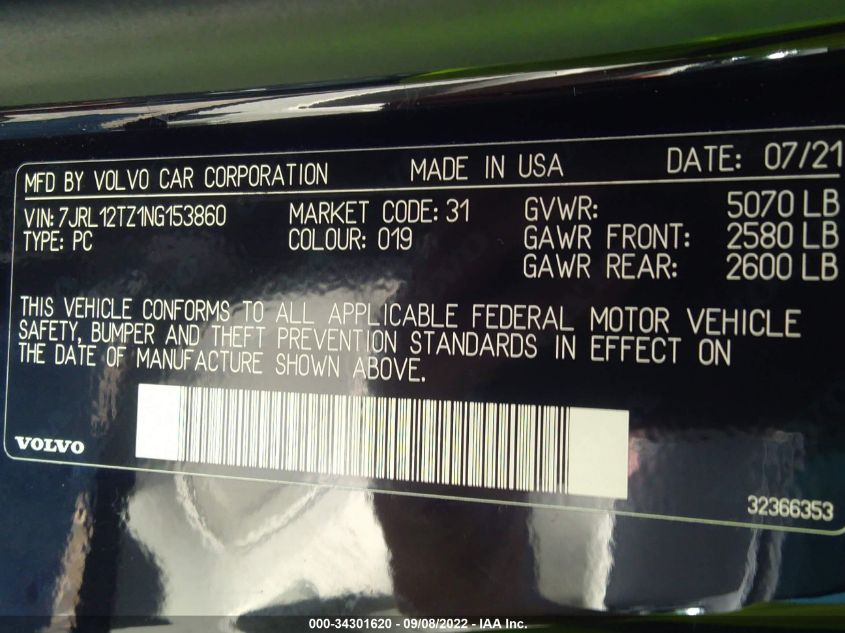 MFD BY VOLVO CAR CORPORATION MADE IN USA DATE: 07/21
VIN: 7JRL12TZ1NG153860 MARKET CODE: 31 GVWR: 5070 LB
TYPE: PC COLOUR: 019 GAWR FRONT: 2580 LB
GAWR REAR: 2600 LB
THIS VEHICLE CONFORMS TO ALL APPLICABLE FEDERAL MOTOR VEHICLE
SAFETY, BUMPER AND THEFT PREVENTION STANDARDS IN EFFECT ON
THE DATE OF MANUFACTURE SHOWN ABOVE.
VOLVO
32366353
000-34301620 - 09/08/2022 - IAA Inc.